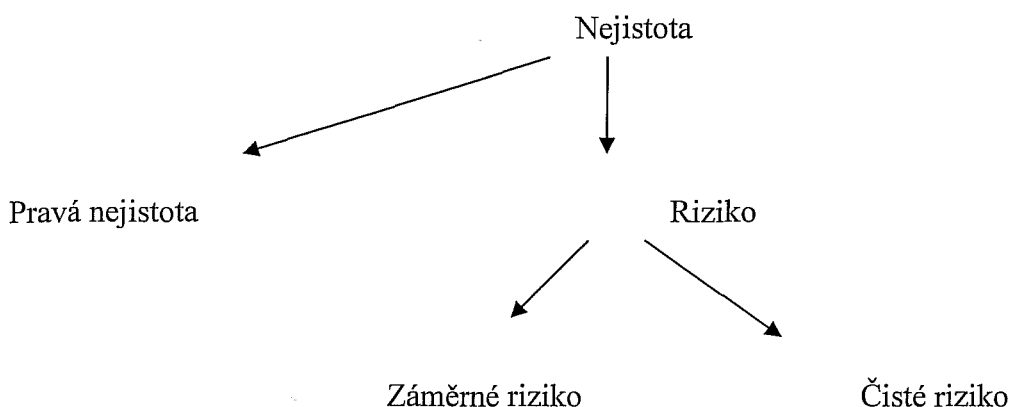 Nejistota
Pravá nejistota
Riziko
Záměrné riziko
Čisté riziko